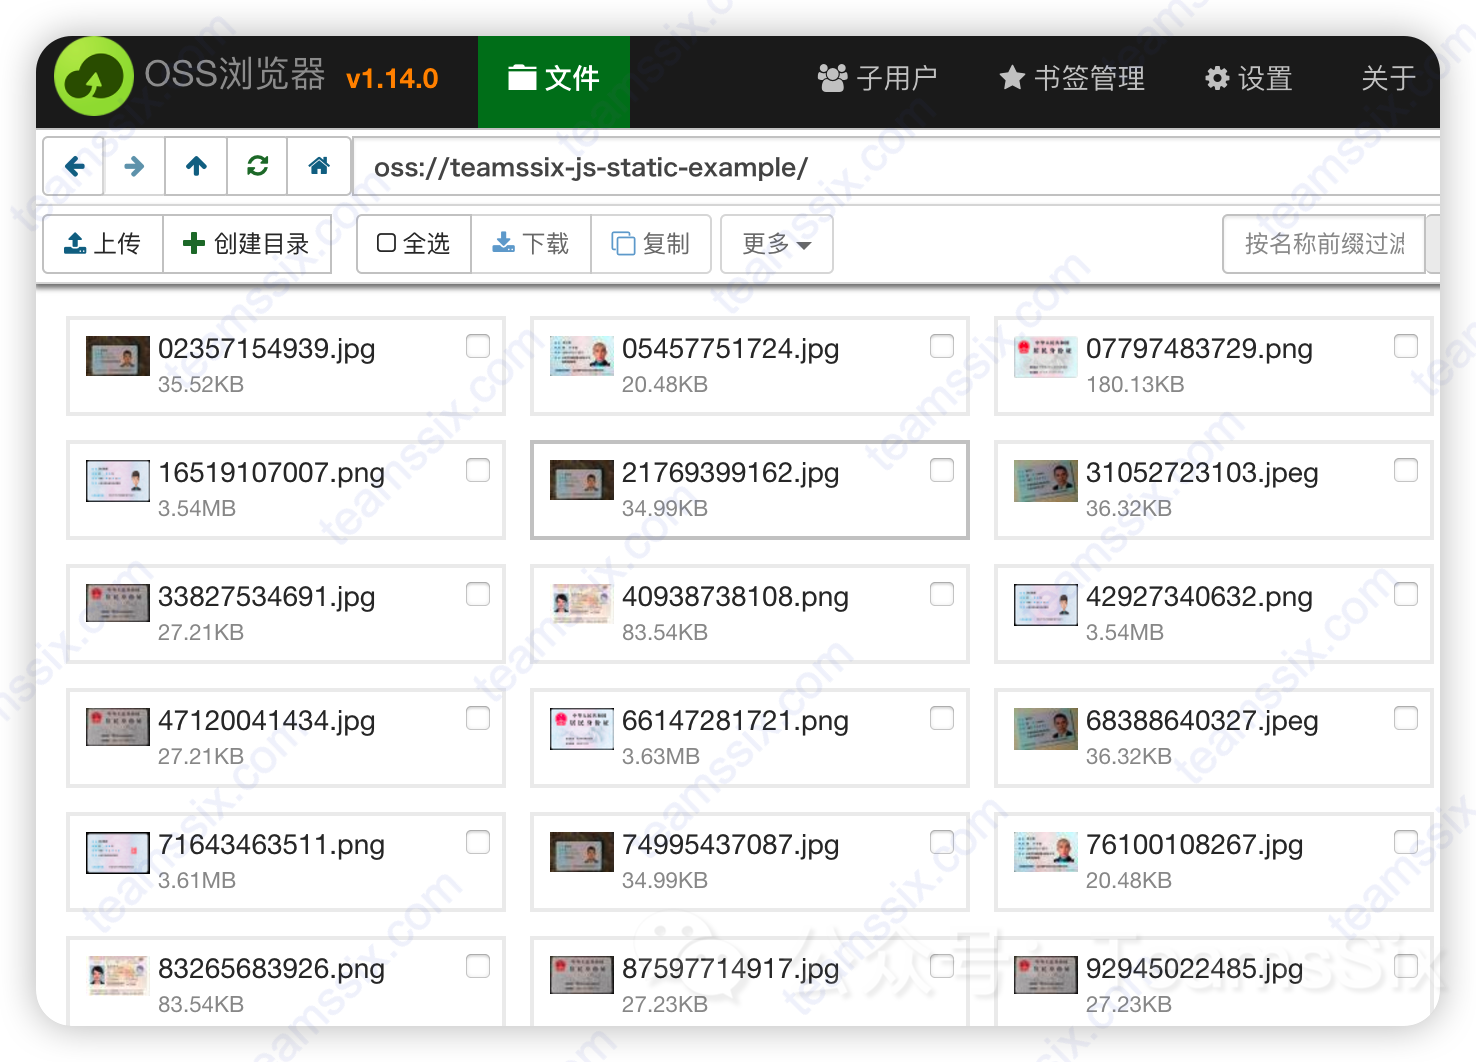 OSS浏览器 v1.14.0 文件 子用户 书签管理 设置 关于
oss://teamssix-js-static-example/
上传 创建目录 全选 下载 复制 更多 按名称前缀过滤
02357154939.jpg 05457751724.jpg 07797483729.png
35.52KB 20.48KB 180.13KB
16519107007.png 21769399162.jpg 31052723103.jpeg
3.54MB 34.99KB 36.32KB
33827534691.jpg 40938738108.png 42927340632.png
27.21KB 83.54KB 3.54MB
47120041434.jpg 66147281721.png 68388640327.jpeg
27.21KB 3.63MB 36.32KB
71643463511.png 74995437087.jpg 76100108267.jpg
3.61MB 34.99KB 20.48KB
83265683926.png 87597714917.jpg 92945022485.jpg
83.54KB 27.23KB 27.23KB
公众号: TeamsSix
teamssix.com